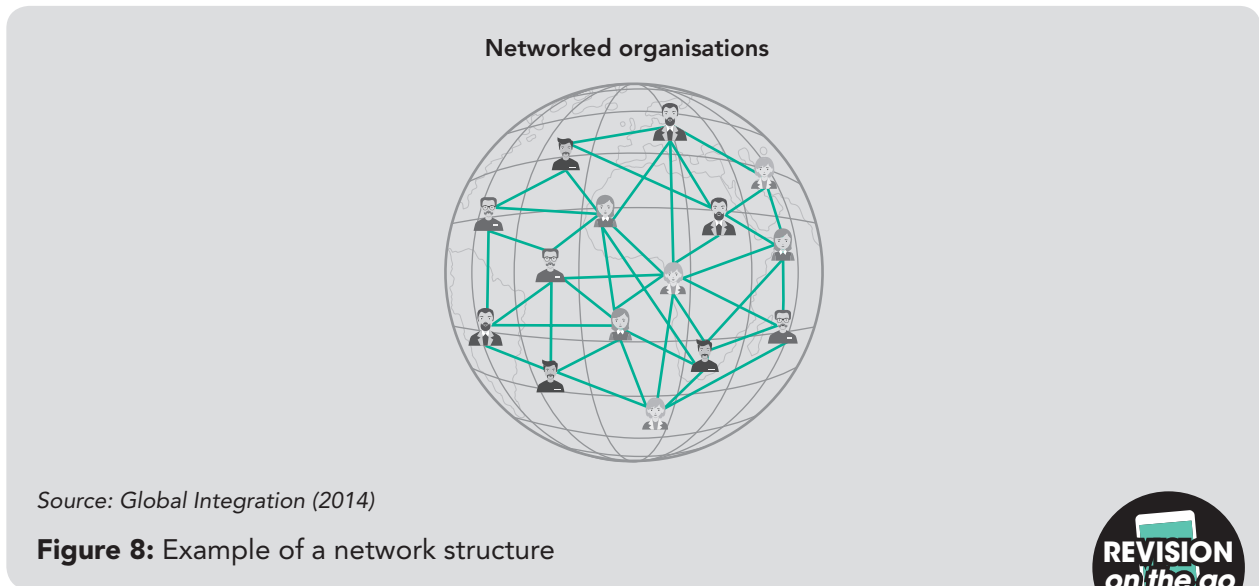 Networked organisations
Source: Global Integration (2014)
Figure 8: Example of a network structure
REVISION
on the go